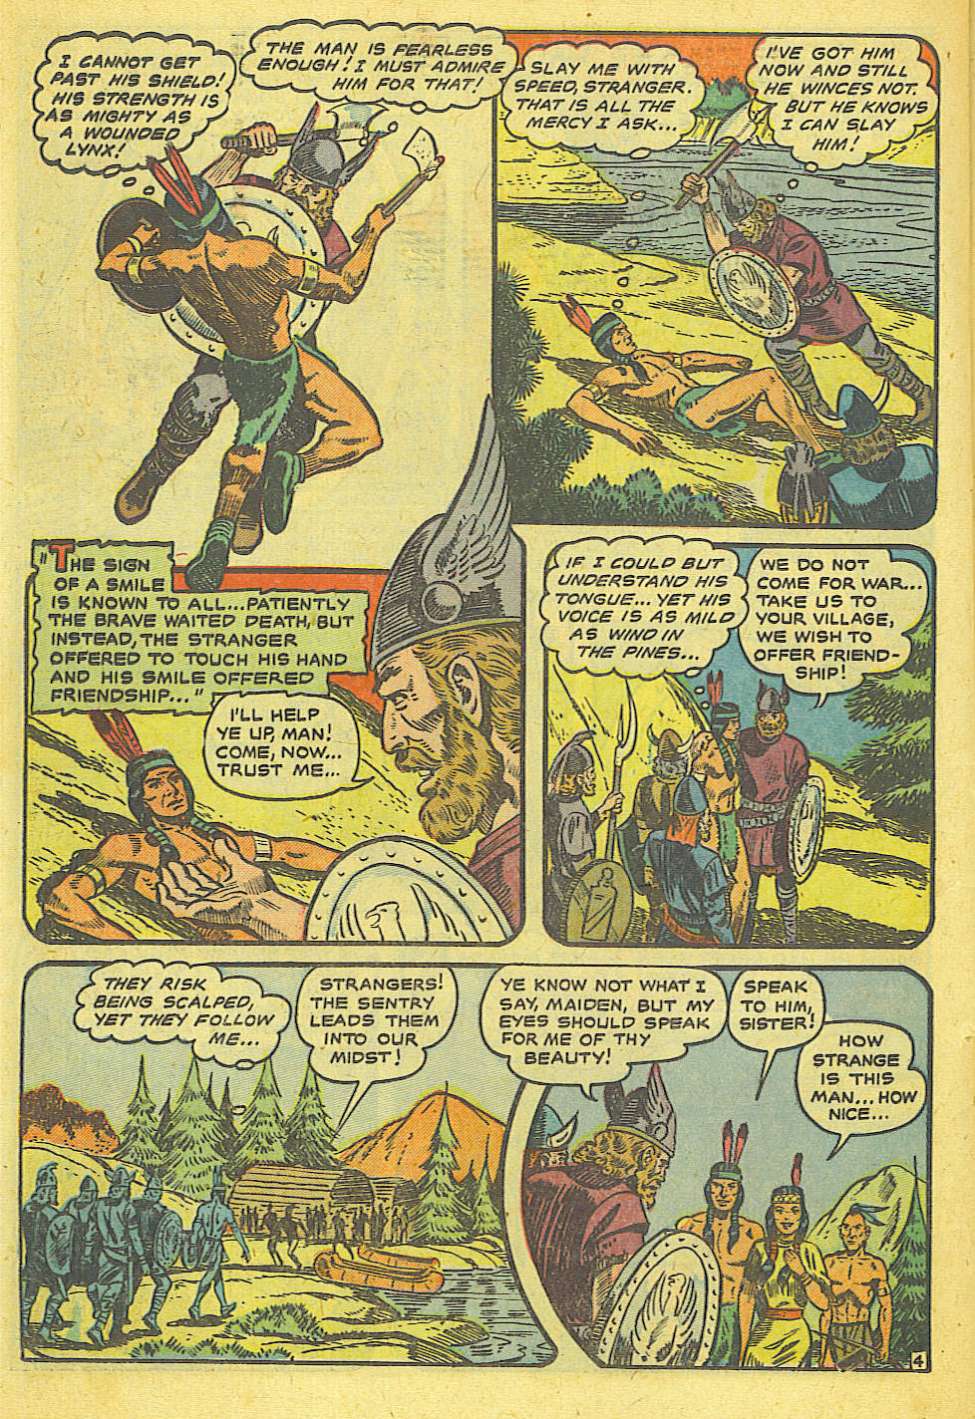 I CANNOT GET
PAST HIS SHIELD!
HIS STRENGTH IS
AS MIGHTY AS
A WOUNDED
LYNX!
THE MAN IS FEARLESS
ENOUGH! I MUST ADMIRE
HIM FOR THAT!
SLAY ME WITH
SPEED, STRANGER.
THAT IS ALL THE
MERCY I ASK...
I'VE GOT HIM
NOW AND STILL
HE WINCES NOT.
BUT HE KNOWS
I CAN SLAY
HIM!
"THE SIGN
OF A SMILE
IS KNOWN TO ALL...PATIENTLY
THE BRAVE WAITED DEATH, BUT
INSTEAD, THE STRANGER
OFFERED TO TOUCH HIS HAND
AND HIS SMILE OFFERED
FRIENDSHIP..."
I'LL HELP
YE UP, MAN!
COME, NOW...
TRUST ME...
IF I COULD BUT
UNDERSTAND HIS
TONGUE... YET HIS
VOICE IS AS MILD
AS WIND IN
THE PINES...
WE DO NOT
COME FOR WAR...
TAKE US TO
YOUR VILLAGE,
WE WISH TO
OFFER FRIEND-
SHIP!
THEY RISK
BEING SCALPED,
YET THEY FOLLOW
ME...
STRANGERS!
THE SENTRY
LEADS THEM
INTO OUR
MIDST!
YE KNOW NOT WHAT I
SAY, MAIDEN, BUT MY
EYES SHOULD SPEAK
FOR ME OF THY
BEAUTY!
SPEAK
TO HIM,
SISTER!
HOW
STRANGE
IS THIS
MAN...HOW
NICE...
4